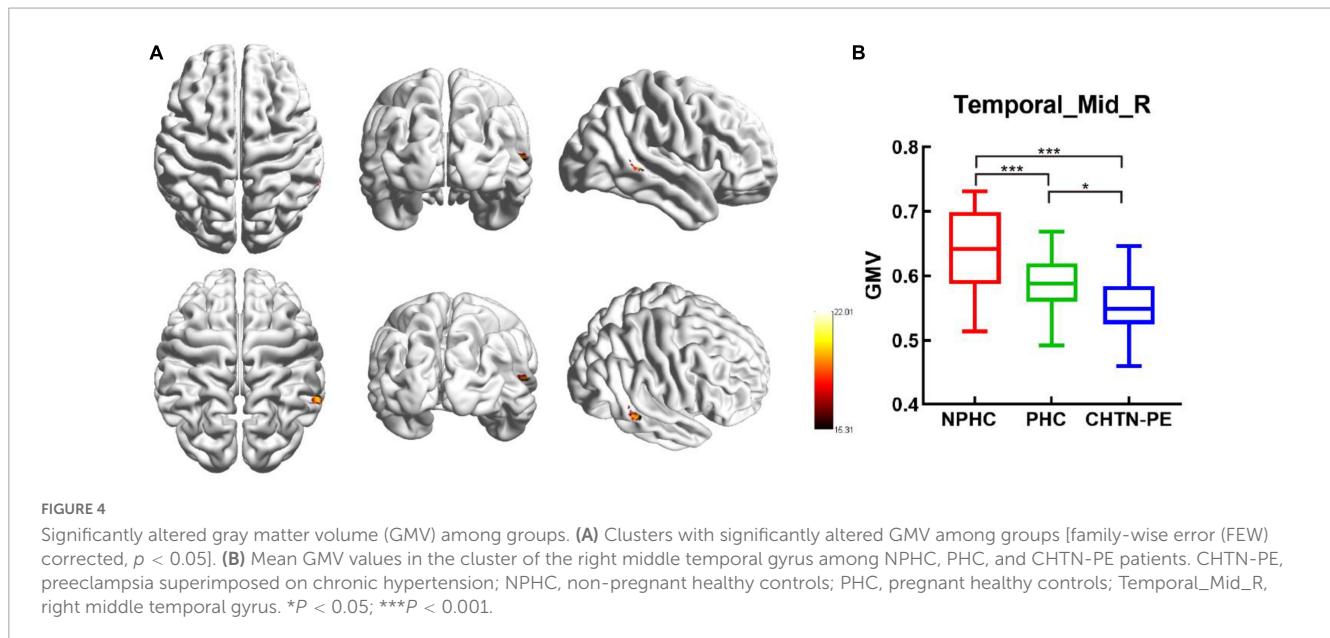 A
B
Temporal_Mid_R
0.8
***
***
*
0.7
GMV
0.6
0.5
0.4
22.01
15.31
NPHC PHC CHTN-PE
FIGURE 4
Significantly altered gray matter volume (GMV) among groups. (A) Clusters with significantly altered GMV among groups [family-wise error (FEW)
corrected, p < 0.05]. (B) Mean GMV values in the cluster of the right middle temporal gyrus among NPHC, PHC, and CHTN-PE patients. CHTN-PE,
preeclampsia superimposed on chronic hypertension; NPHC, non-pregnant healthy controls; PHC, pregnant healthy controls; Temporal_Mid_R,
right middle temporal gyrus. *P < 0.05; ***P < 0.001.